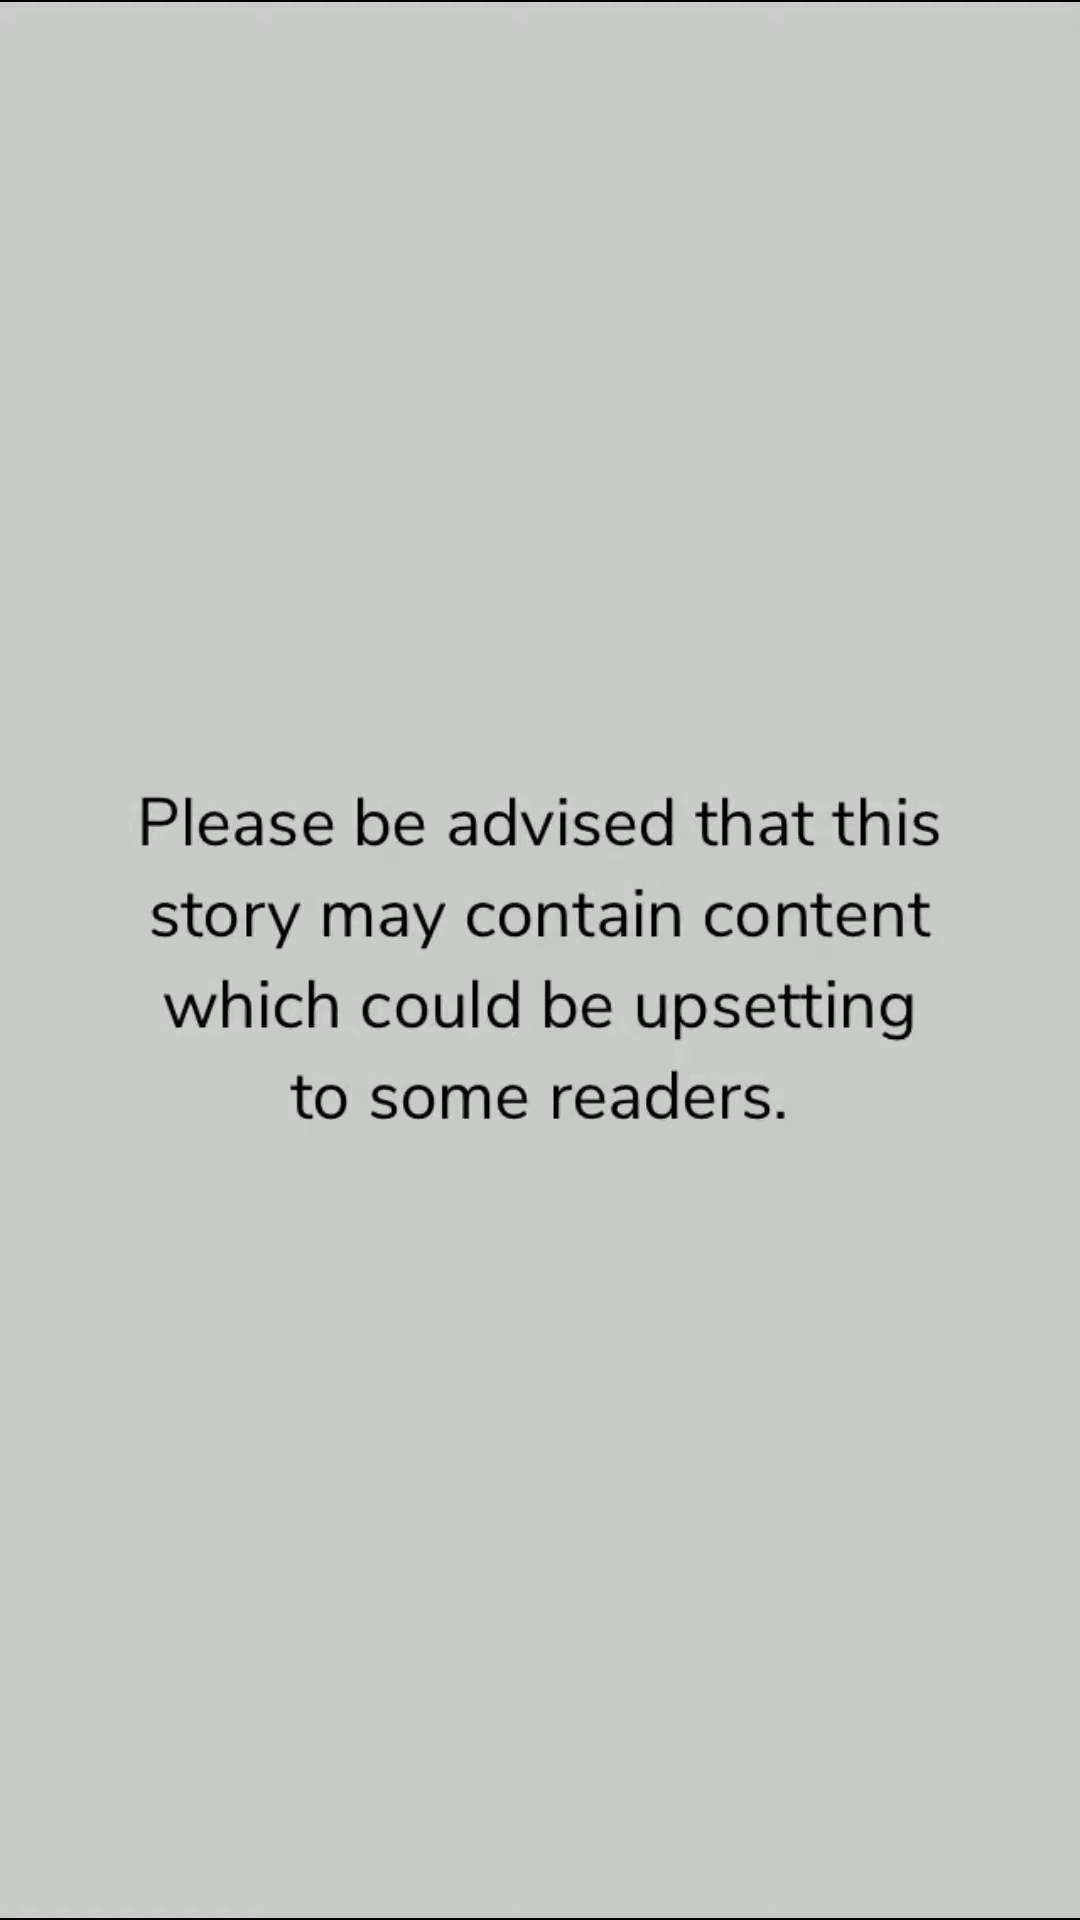 Please be advised that this
story may contain content
which could be upsetting
to some readers.